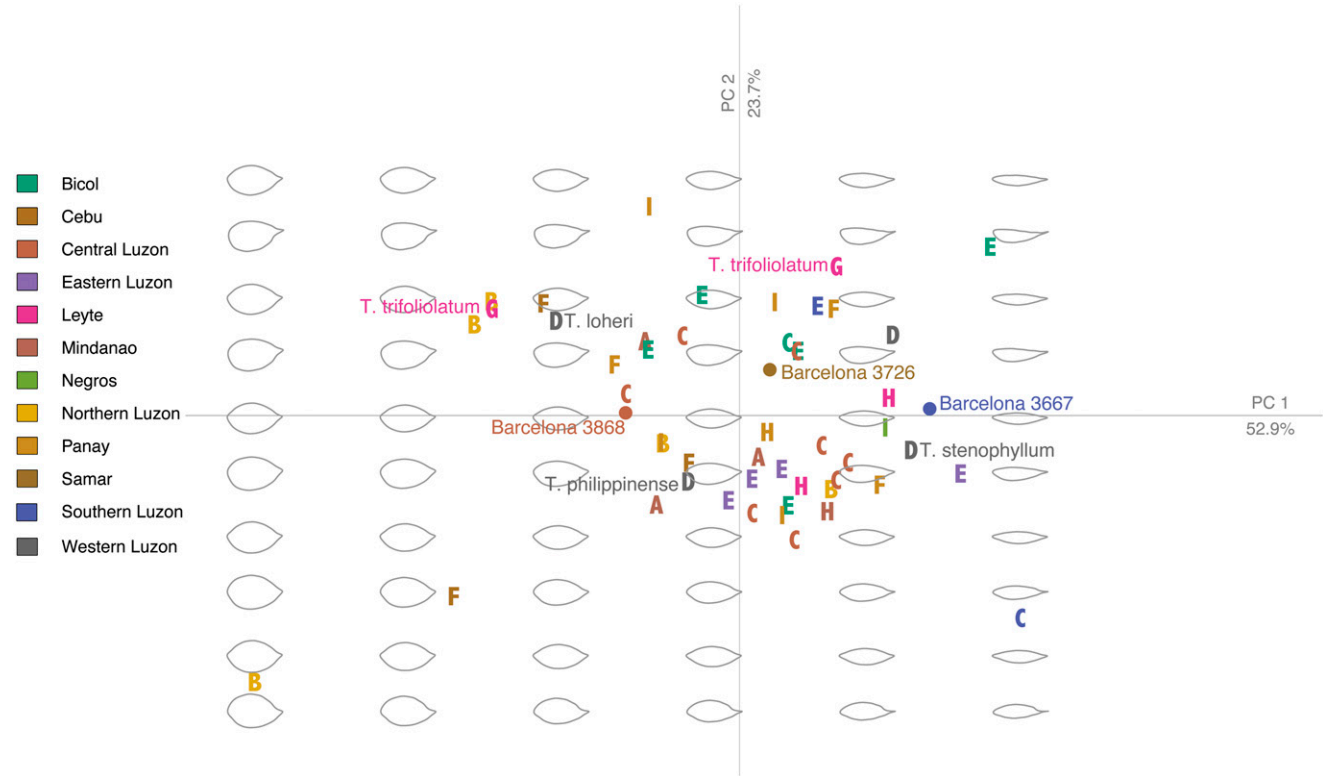 PC 2
23.7%
Bicol
Cebu
Central Luzon
Eastern Luzon
Leyte
Mindanao
Negros
Northern Luzon
Panay
Samar
Southern Luzon
Western Luzon
I
E
T. trifoliolatum G
E
I
E
F
B
T. trifoliolatum G
F
B
D T. loheri
A
E
C
C
E
C
D
F
Barcelona 3726
C
H
Barcelona 3667
PC 1
52.9%
Barcelona 3868
I
B
H
C
I
D T. stenophyllum
F
A
E
C
E
T. philippinense D
E
H
C
B
F
E
A
E
C
I
E
H
C
F
C
B